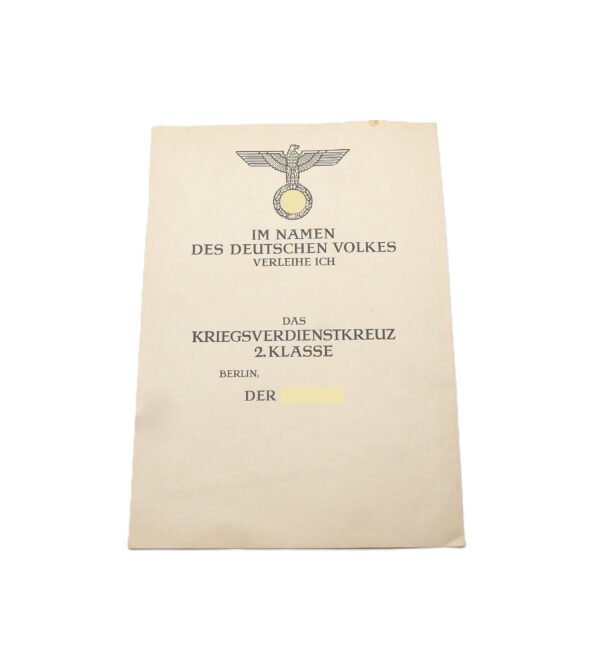 IM NAMEN
DES DEUTSCHEN VOLKES
VERLEIHE ICH
DAS
KRIEGSVERDIENSTKREUZ
2. KLASSE
BERLIN,
DER